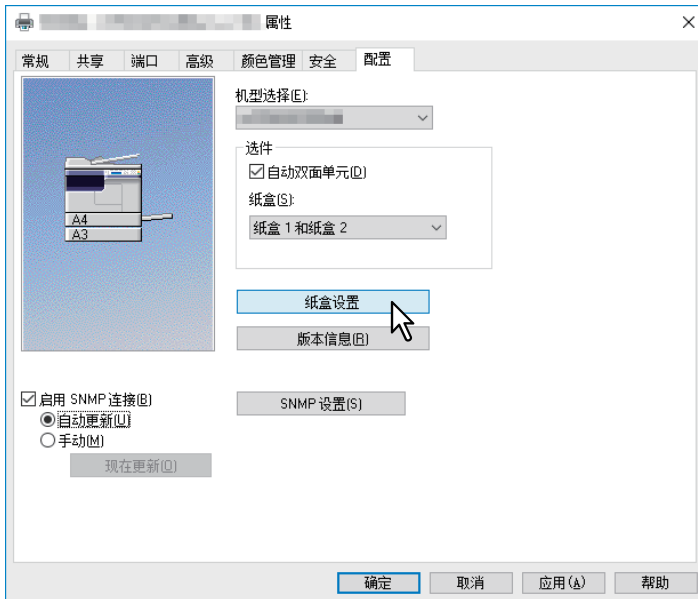 属性
常规 共享 端口 高级 颜色管理 安全 配置
机型选择(E):
选件
自动双面单元(D)
纸盒(S):
纸盒 1 和纸盒 2
A4
A3
纸盒设置
版本信息(R)
启用 SNMP 连接(B)
SNMP 设置(S)
自动更新(U)
手动(M)
现在更新(O)
确定 取消 应用(A) 帮助